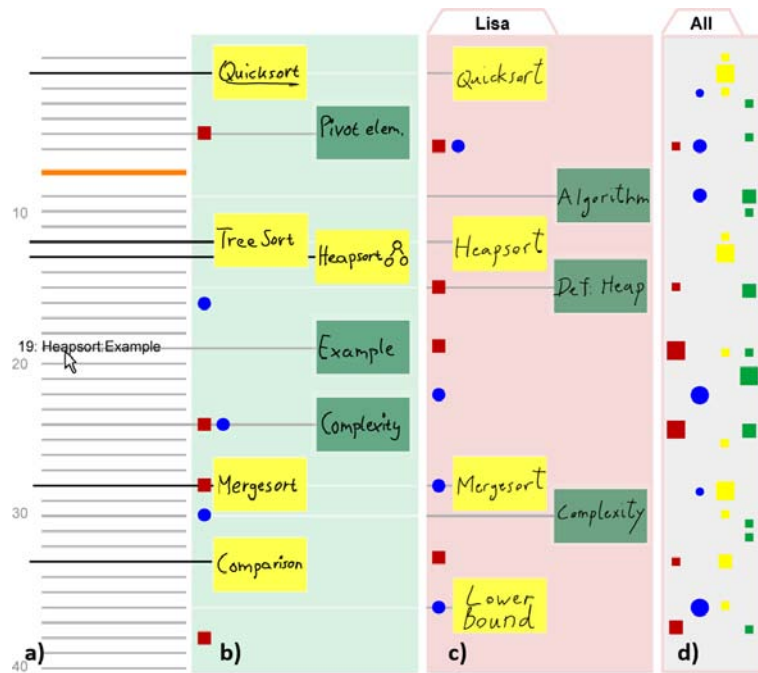 Lisa
All
Quicksort
Quicksort
Pivot elem.
Algorithm
10
Tree Sort
Heapsort
Heapsort
Def: Heap
19: Heapsort Example
Example
20
Complexity
Mergesort
Mergesort
30
Complexity
Comparison
Lower
Bound
a)
b)
c)
d)
40